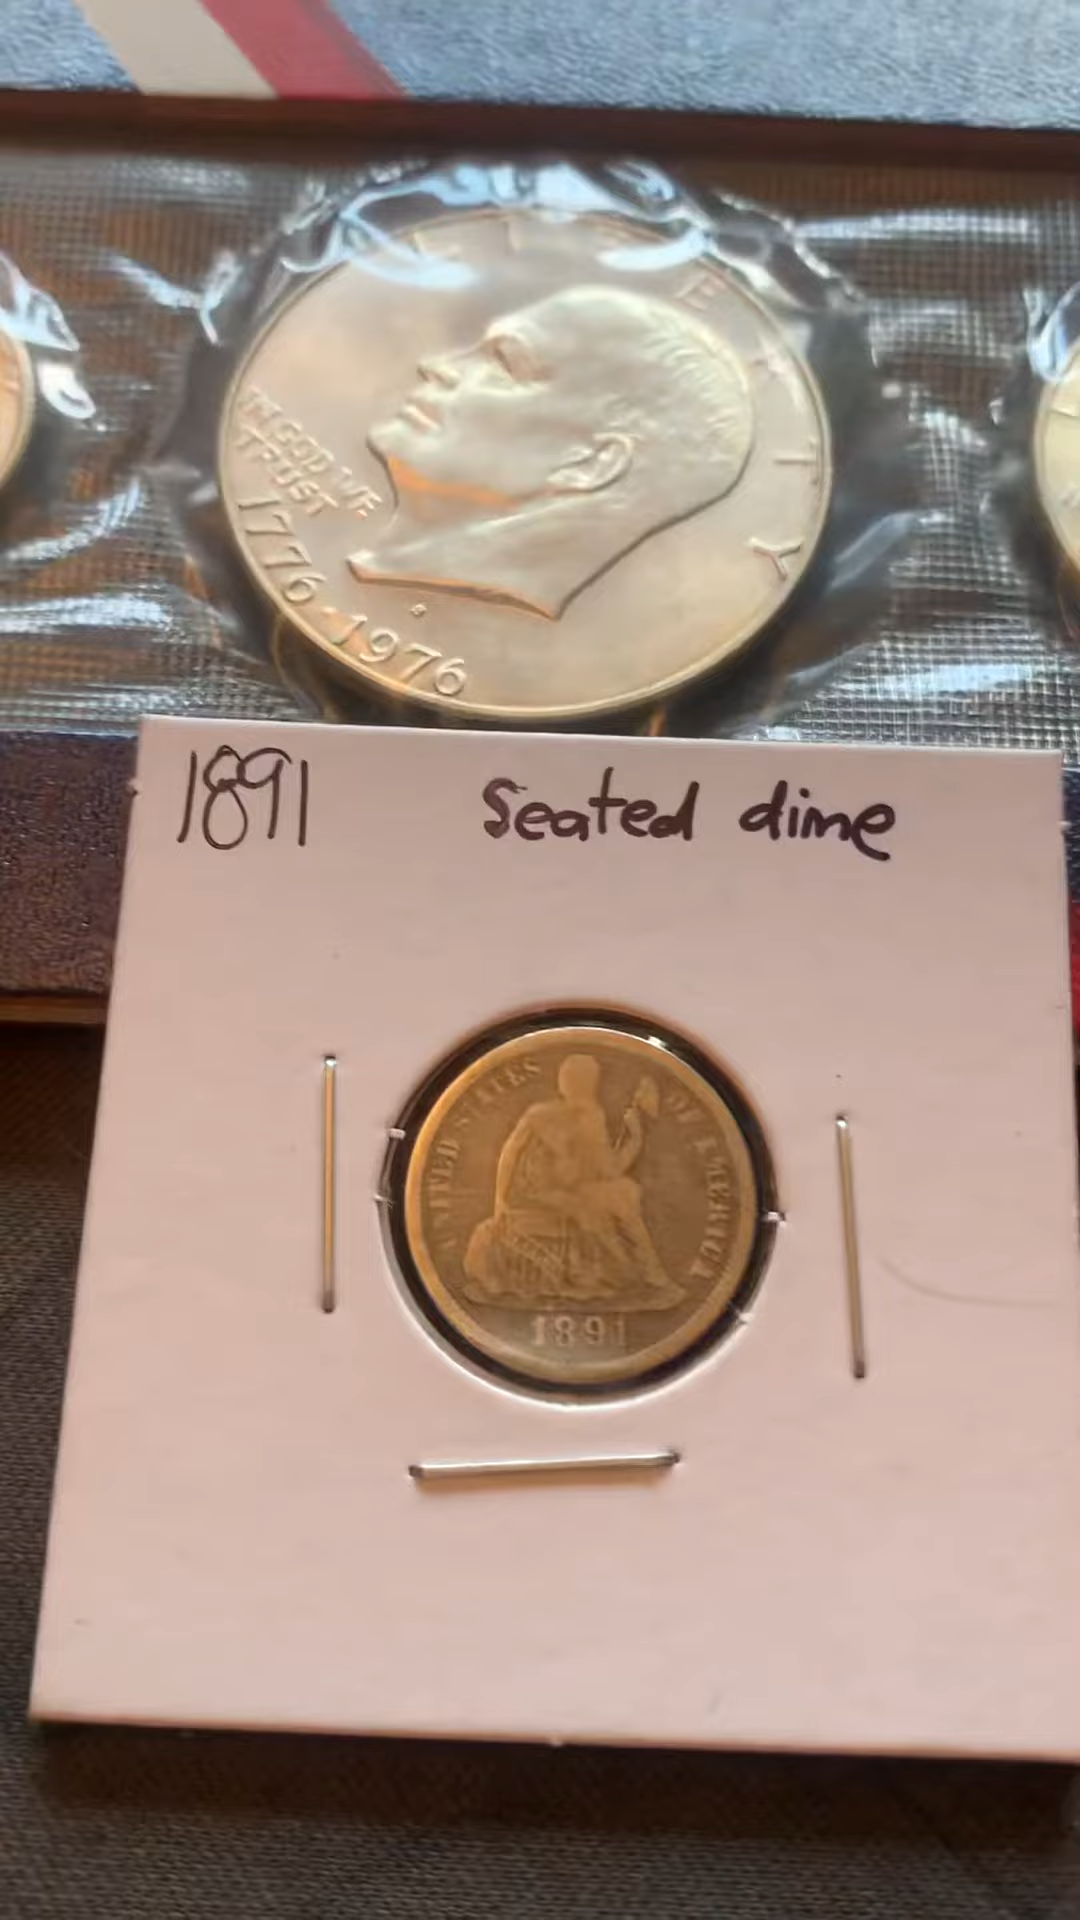 LIBERTY
IN GOD WE
TRUST
1776·1976
S
1891 Seated dime
UNITED STATES OF AMERICA
1891